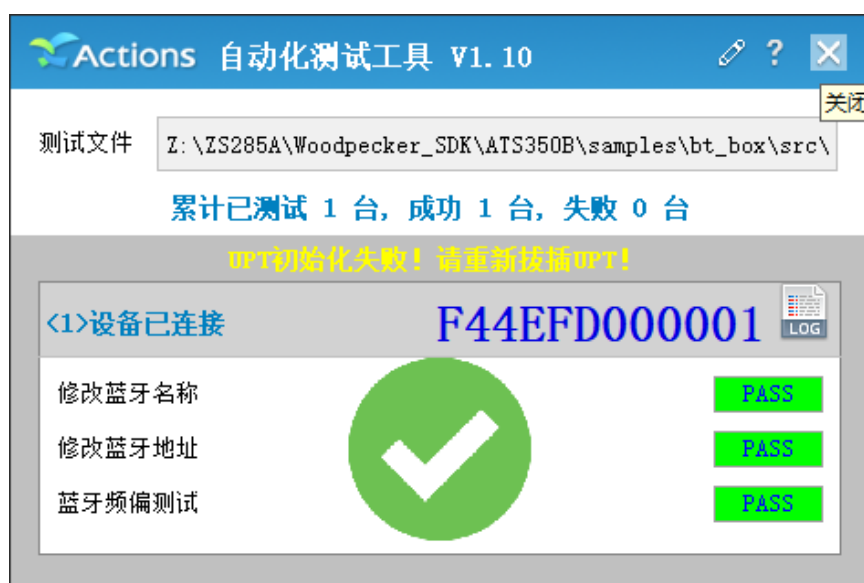 Actions 自动化测试工具 V1.10 ?
关闭
测试文件 Z:\ZS285A\Woodpecker_SDK\ATS350B\samples\bt_box\src\
累计已测试 1 台, 成功 1 台, 失败 0 台
UPT初始化失败! 请重新拔插UPT!
<1>设备已连接 F44EFD000001 LOG
修改蓝牙名称 PASS
修改蓝牙地址 PASS
蓝牙频偏测试 PASS